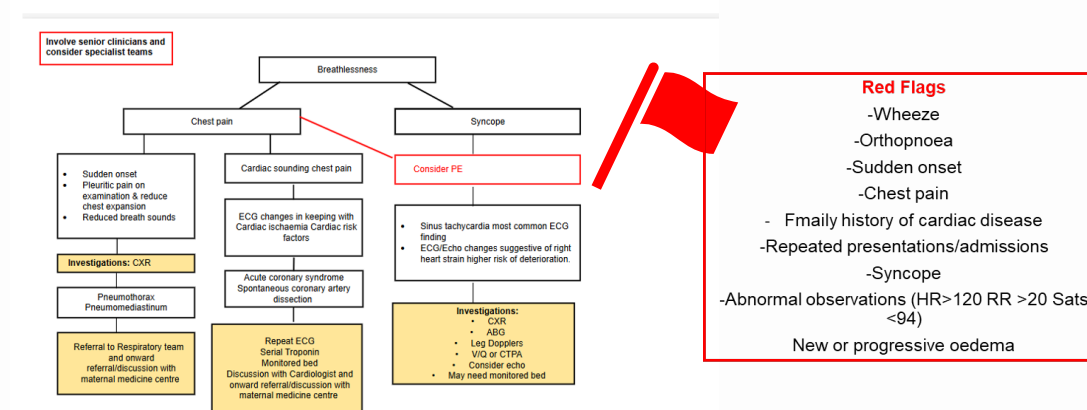 Involve senior clinicians and
consider specialist teams
Breathlessness
Chest pain
Syncope
• Sudden onset
• Pleuritic pain on
examination & reduce
chest expansion
• Reduced breath sounds
Investigations: CXR
Pneumothorax
Pneumomediastinum
Referral to Respiratory team
and onward
referral/discussion with
maternal medicine centre
Cardiac sounding chest pain
ECG changes in keeping with
Cardiac ischaemia Cardiac risk
factors
Acute coronary syndrome
Spontaneous coronary artery
dissection
Repeat ECG
Serial Troponin
Monitored bed
Discussion with Cardiologist and
onward referral/discussion with
maternal medicine centre
Consider PE
• Sinus tachycardia most common ECG
finding
• ECG/Echo changes suggestive of right
heart strain higher risk of deterioration.
Investigations:
• CXR
• ABG
• Leg Dopplers
• V/Q or CTPA
• Consider echo
• May need monitored bed
Red Flags
-Wheeze
-Orthopnoea
-Sudden onset
-Chest pain
- Fmaily history of cardiac disease
-Repeated presentations/admissions
-Syncope
-Abnormal observations (HR>120 RR >20 Sats
<94)
New or progressive oedema